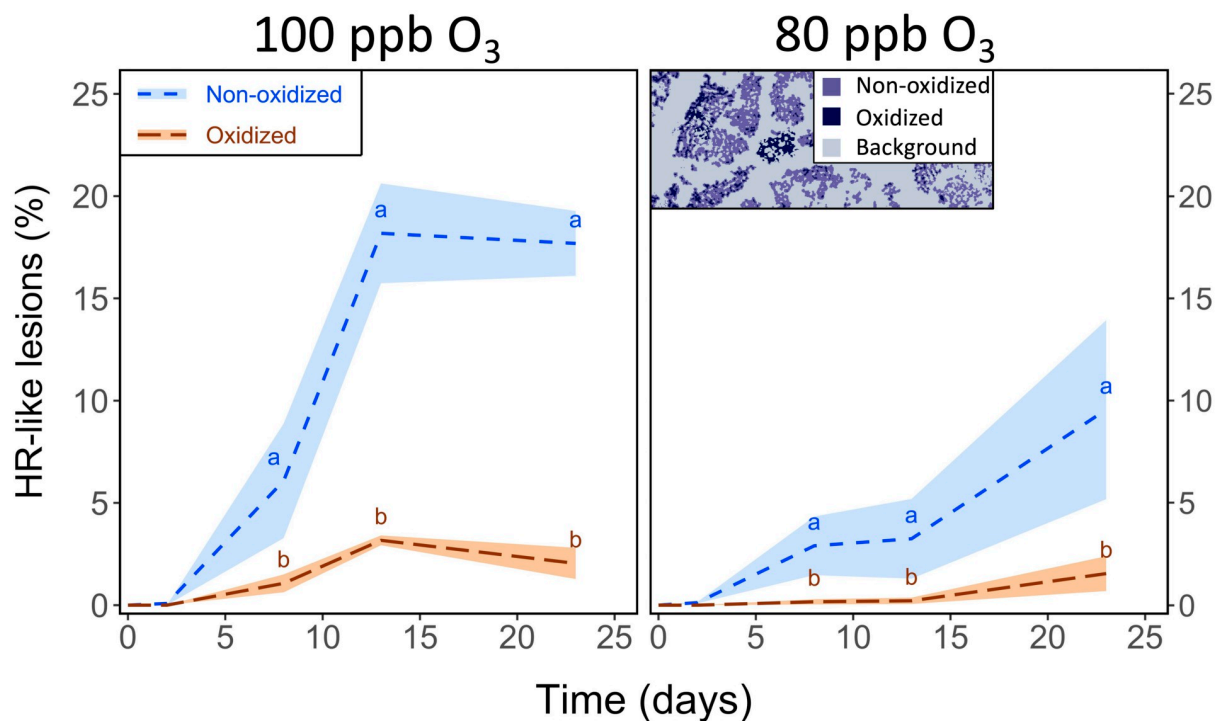 100 ppb O₃
80 ppb O₃
HR-like lesions (%)
25
20
15
10
5
0
Non-oxidized
Oxidized
a
a
a
b
b
b
0 5 10 15 20 25
Non-oxidized
Oxidized
Background
a
a
a
b
b
b
25
20
15
10
5
0
0 5 10 15 20 25
Time (days)